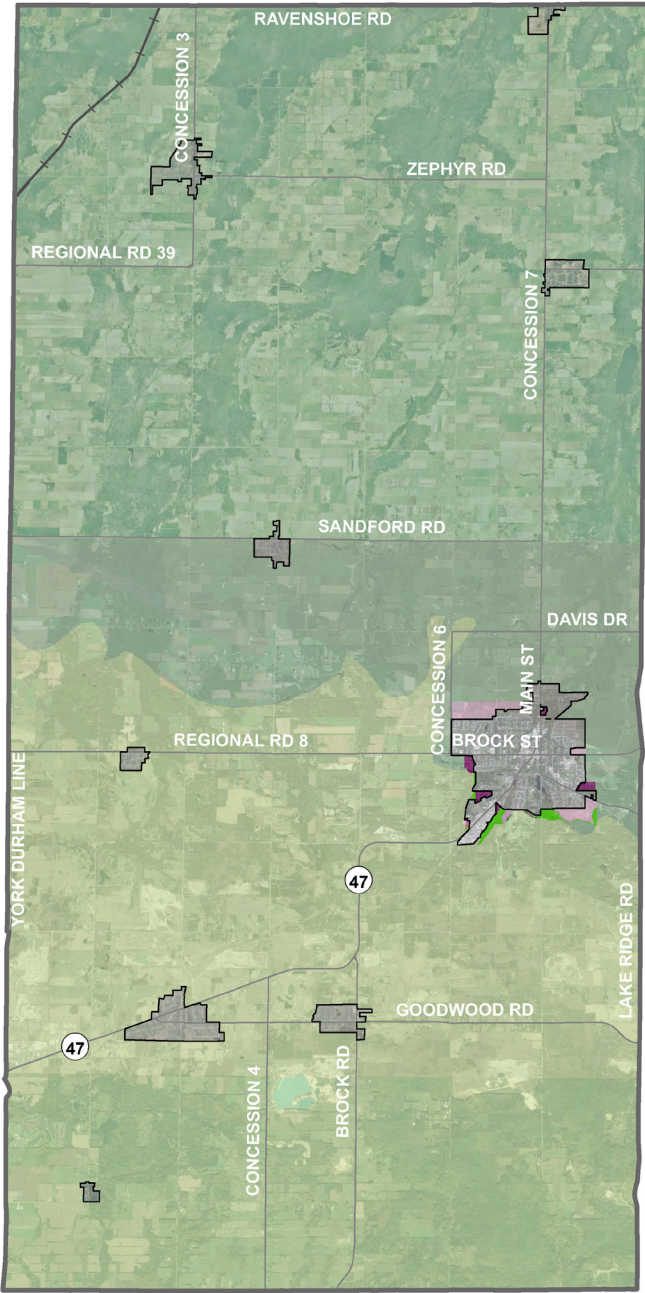 RAVENSHOE RD
CONCESSION 3
ZEPHYR RD
REGIONAL RD 39
CONCESSION 7
SANDFORD RD
DAVIS DR
CONCESSION 6
MAIN ST
REGIONAL RD 8
BROCK ST
YORK DURHAM LINE
47
LAKE RIDGE RD
GOODWOOD RD
47
BROCK RD
CONCESSION 4